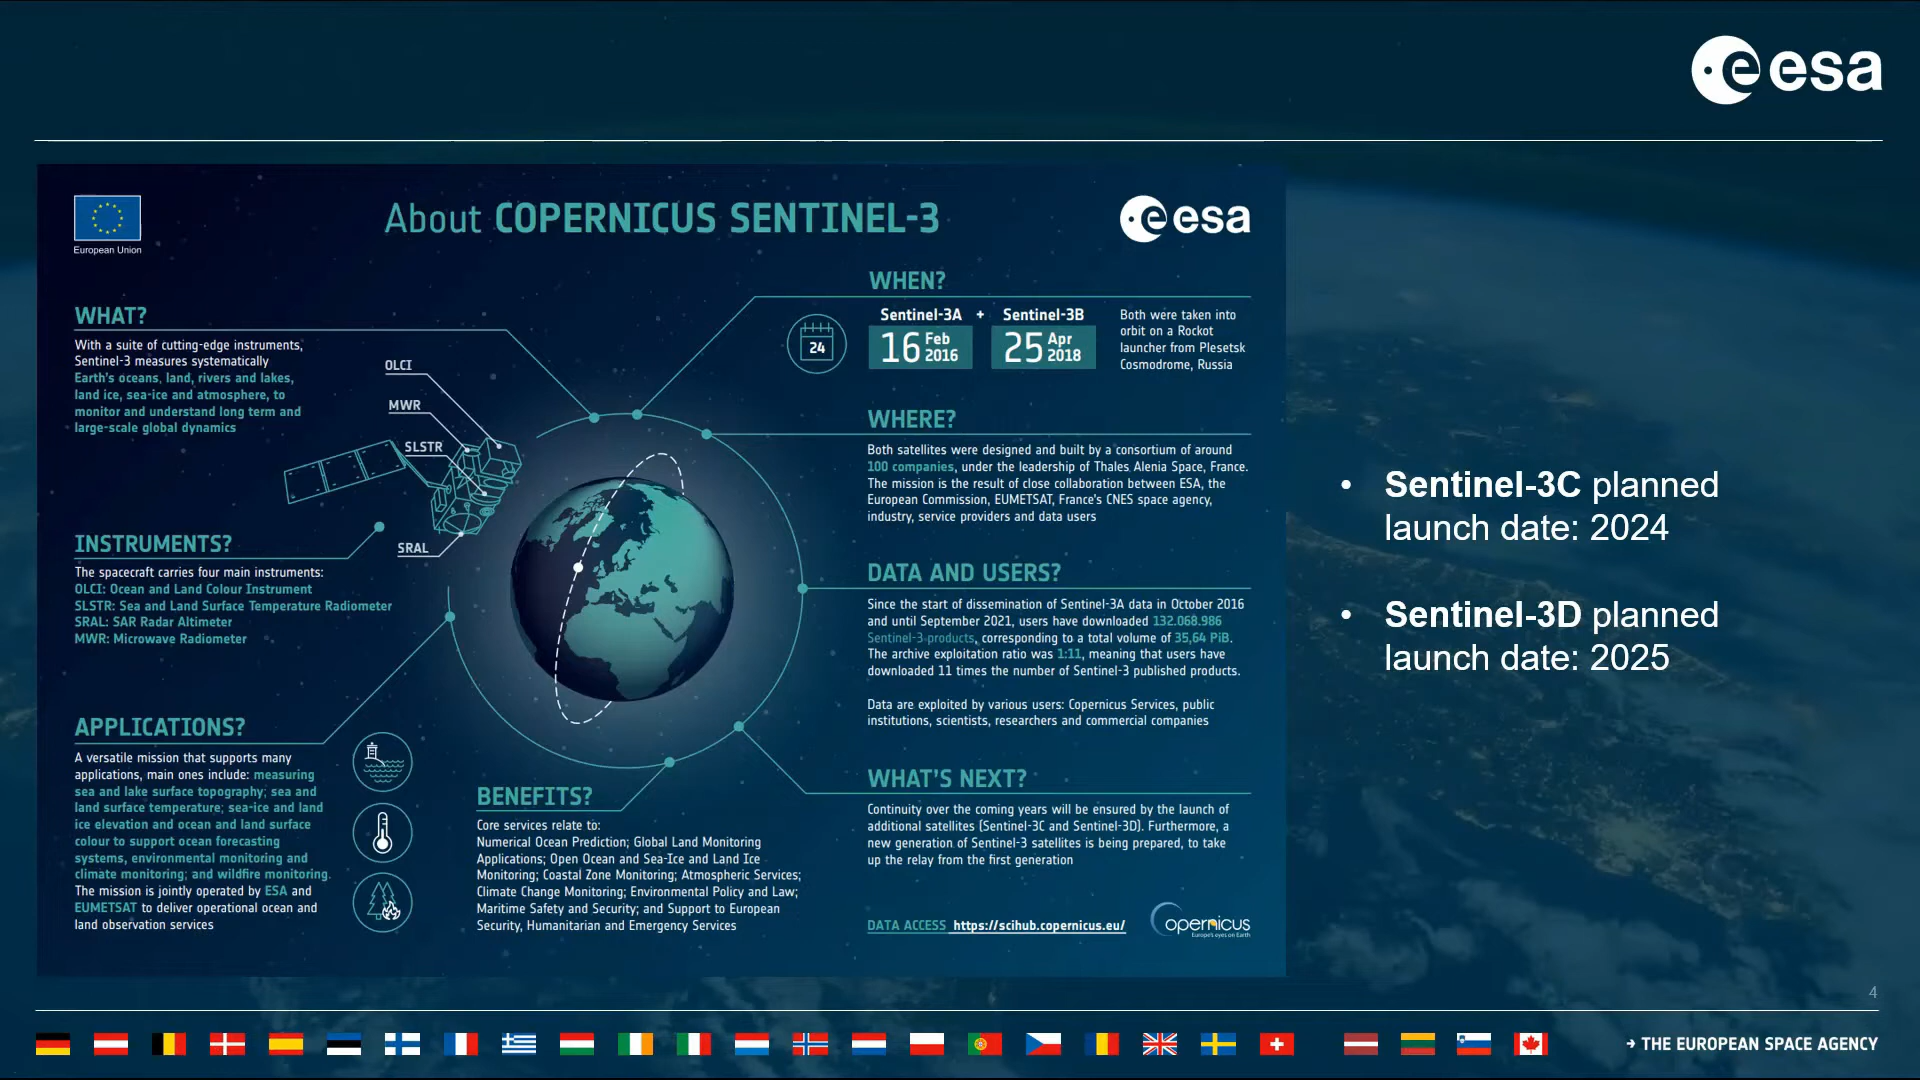 esa
European Union
About COPERNICUS SENTINEL-3
esa
WHAT?
With a suite of cutting-edge instruments,
Sentinel-3 measures systematically
Earth's oceans, land, rivers and lakes,
land ice, sea-ice and atmosphere, to
monitor and understand long term and
large-scale global dynamics
OLCI
MWR
SLSTR
SRAL
INSTRUMENTS?
The spacecraft carries four main instruments:
OLCI: Ocean and Land Colour Instrument
SLSTR: Sea and Land Surface Temperature Radiometer
SRAL: SAR Radar Altimeter
MWR: Microwave Radiometer
APPLICATIONS?
A versatile mission that supports many
applications, main ones include: measuring
sea and lake surface topography; sea and
land surface temperature; sea-ice and land
ice elevation and ocean and land surface
colour to support ocean forecasting
systems, environmental monitoring and
climate monitoring; and wildfire monitoring.
The mission is jointly operated by ESA and
EUMETSAT to deliver operational ocean and
land observation services
BENEFITS?
Core services relate to:
Numerical Ocean Prediction; Global Land Monitoring
Applications; Open Ocean and Sea-Ice and Land Ice
Monitoring; Coastal Zone Monitoring; Atmospheric Services;
Climate Change Monitoring; Environmental Policy and Law;
Maritime Safety and Security; and Support to European
Security, Humanitarian and Emergency Services
WHEN?
24
Sentinel-3A + Sentinel-3B
16 Feb 2016
25 Apr 2018
Both were taken into
orbit on a Rockot
launcher from Plesetsk
Cosmodrome, Russia
WHERE?
Both satellites were designed and built by a consortium of around
100 companies, under the leadership of Thales Alenia Space, France.
The mission is the result of close collaboration between ESA, the
European Commission, EUMETSAT, France's CNES space agency,
industry, service providers and data users
DATA AND USERS?
Since the start of dissemination of Sentinel-3A data in October 2016
and until September 2021, users have downloaded 132.068.986
Sentinel-3 products, corresponding to a total volume of 35,64 PiB.
The archive exploitation ratio was 1:11, meaning that users have
downloaded 11 times the number of Sentinel-3 published products.
Data are exploited by various users: Copernicus Services, public
institutions, scientists, researchers and commercial companies
WHAT'S NEXT?
Continuity over the coming years will be ensured by the launch of
additional satellites (Sentinel-3C and Sentinel-3D). Furthermore, a
new generation of Sentinel-3 satellites is being prepared, to take
up the relay from the first generation
DATA ACCESS https://scihub.copernicus.eu/
opernicus
Europe's eyes on Earth
• Sentinel-3C planned
launch date: 2024
• Sentinel-3D planned
launch date: 2025
4
→ THE EUROPEAN SPACE AGENCY